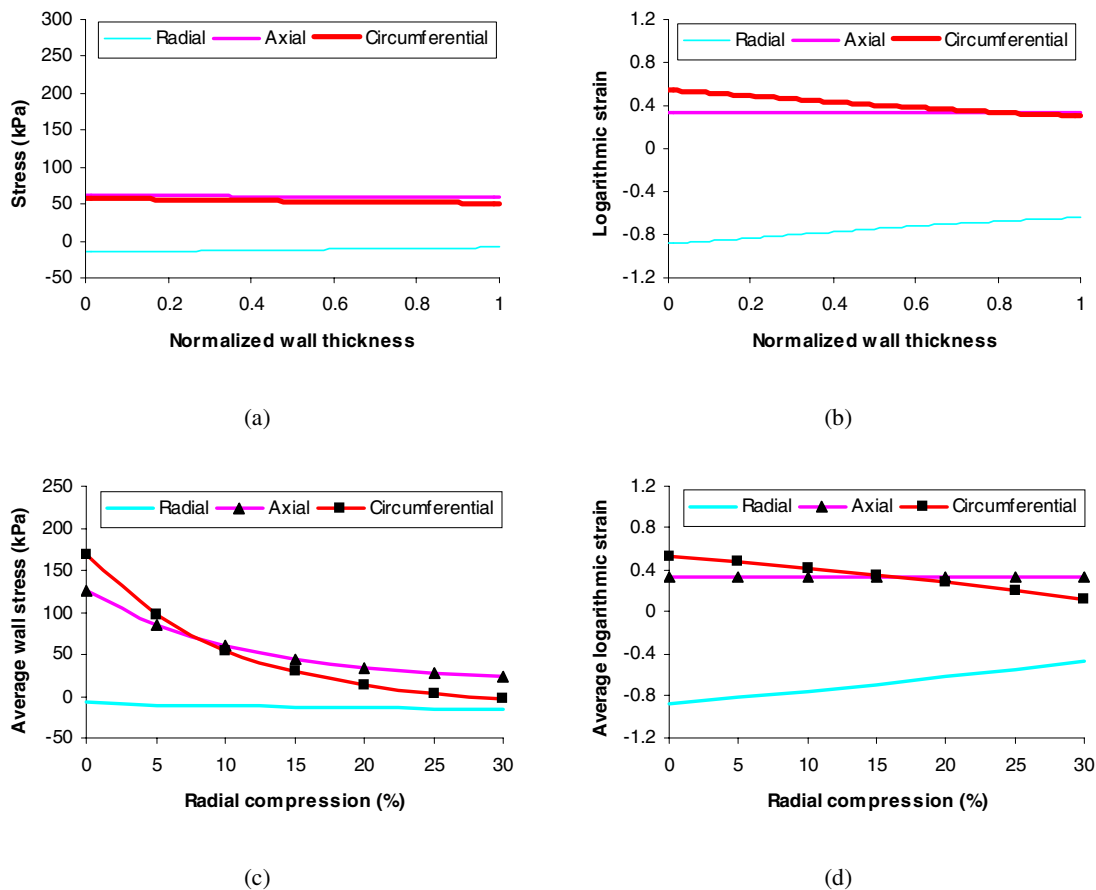 300
250
200
150
100
50
0
-50
Stress (kPa)
Radial Axial Circumferential
0 0.2 0.4 0.6 0.8 1
Normalized wall thickness
(a)
1.2
0.8
0.4
0
-0.4
-0.8
-1.2
Logarithmic strain
Radial Axial Circumferential
0 0.2 0.4 0.6 0.8 1
Normalized wall thickness
(b)
250
200
150
100
50
0
-50
Average wall stress (kPa)
Radial Axial Circumferential
0 5 10 15 20 25 30
Radial compression (%)
(c)
1.2
0.8
0.4
0
-0.4
-0.8
-1.2
Average logarithmic strain
Radial Axial Circumferential
0 5 10 15 20 25 30
Radial compression (%)
(d)